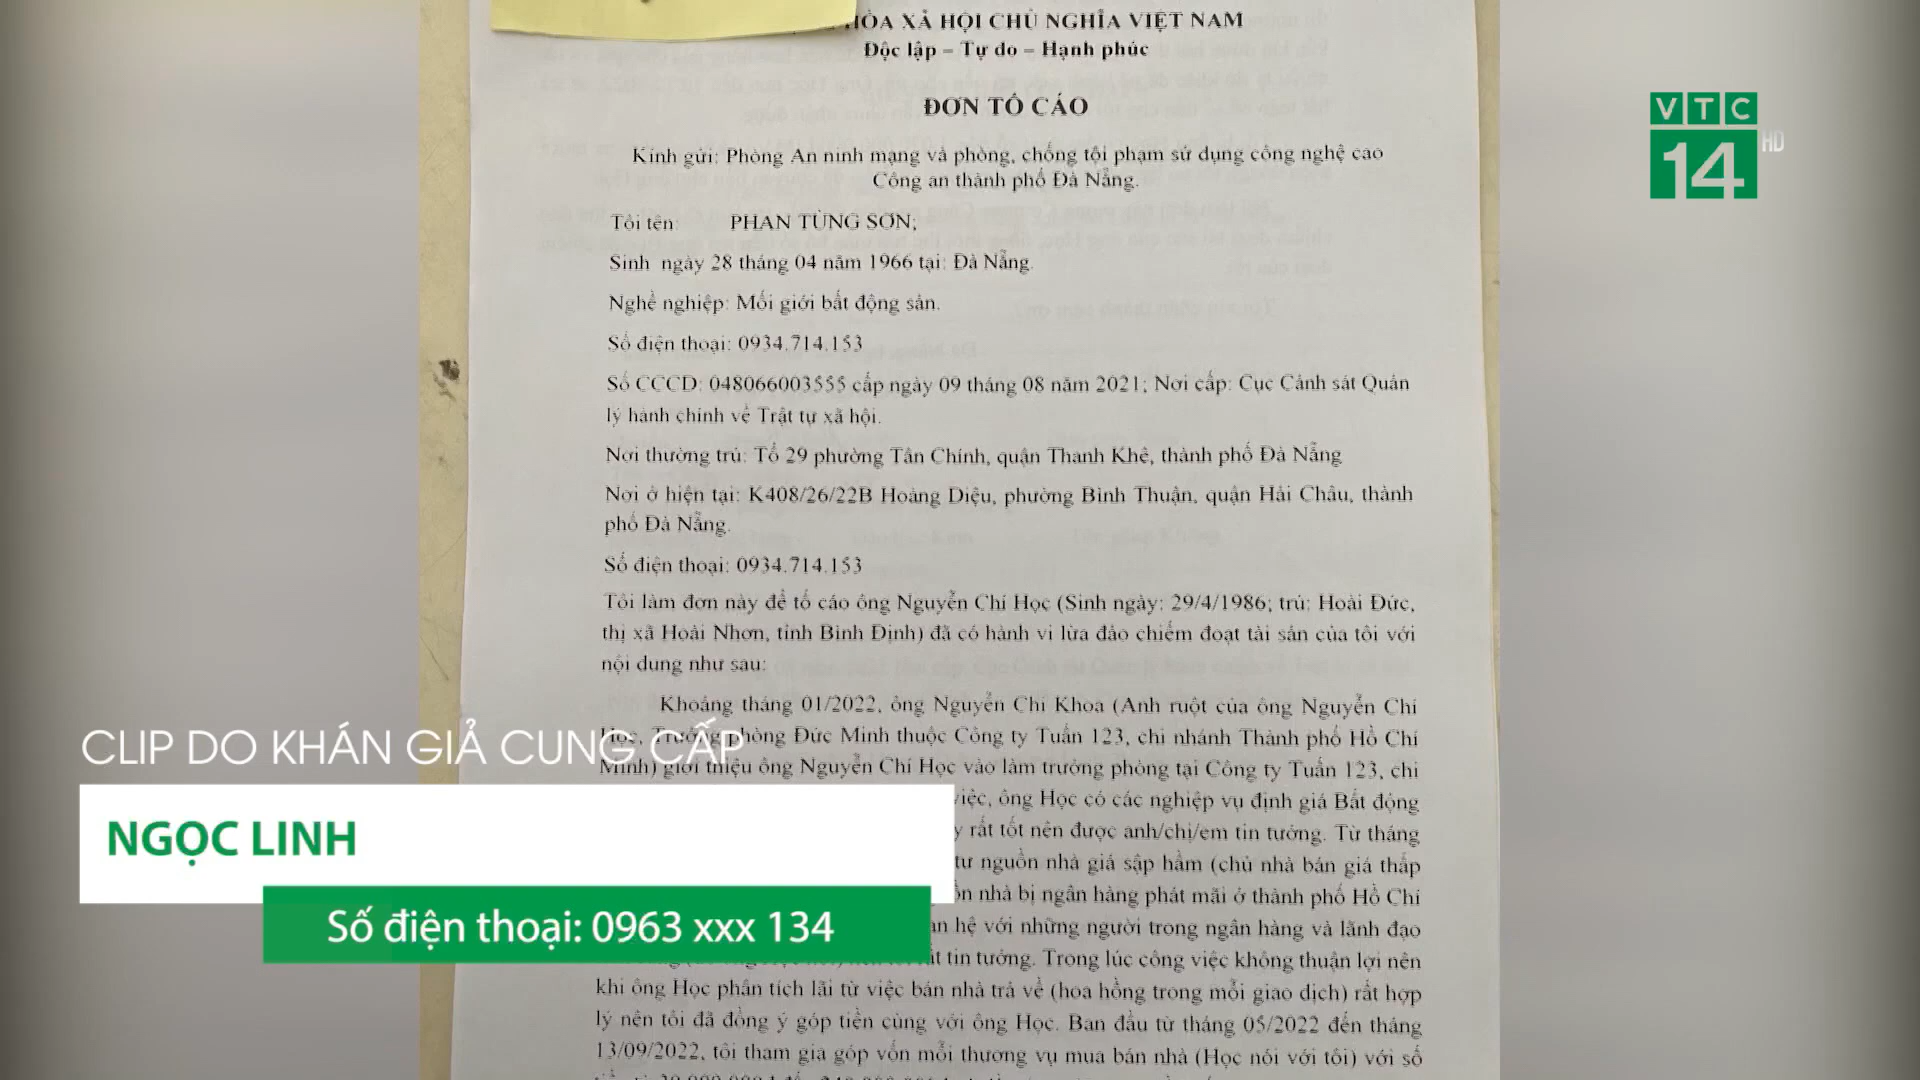 HÒA XÃ HỘI CHỦ NGHĨA VIỆT NAM
Độc lập – Tự do – Hạnh phúc
ĐƠN TỐ CÁO
Kính gửi: Phòng An ninh mạng và phòng, chống tội phạm sử dụng công nghệ cao
Công an thành phố Đà Nẵng.
Tôi tên: PHAN TÙNG SƠN;
Sinh ngày 28 tháng 04 năm 1966 tại: Đà Nẵng.
Nghề nghiệp: Mối giới bất động sản.
Số điện thoại: 0934.714.153
Số CCCD: 048066003555 cấp ngày 09 tháng 08 năm 2021; Nơi cấp: Cục Cảnh sát Quản
lý hành chính về Trật tự xã hội.
Nơi thường trú: Tổ 29 phường Tân Chính, quận Thanh Khê, thành phố Đà Nẵng
Nơi ở hiện tại: K408/26/22B Hoàng Diệu, phường Bình Thuận, quận Hải Châu, thành
phố Đà Nẵng.
Số điện thoại: 0934.714.153
Tôi làm đơn này để tố cáo ông Nguyễn Chí Học (Sinh ngày: 29/4/1986; trú: Hoài Đức,
thị xã Hoài Nhơn, tỉnh Bình Định) đã có hành vi lừa đảo chiếm đoạt tài sản của tôi với
nội dung như sau:
Khoảng tháng 01/2022, ông Nguyễn Chí Khoa (Anh ruột của ông Nguyễn Chí
Học, Trưởng phòng Đức Minh thuộc Công ty Tuấn 123, chi nhánh Thành phố Hồ Chí
Minh) giới thiệu ông Nguyễn Chí Học vào làm trưởng phòng tại Công ty Tuấn 123, chi
việc, ông Học có các nghiệp vụ định giá Bất động
rất tốt nên được anh/chị/em tin tưởng. Từ tháng
tư nguồn nhà giá sập hầm (chủ nhà bán giá thấp
nhà bị ngân hàng phát mãi ở thành phố Hồ Chí
hệ với những người trong ngân hàng và lãnh đạo
tin tưởng. Trong lúc công việc không thuận lợi nên
khi ông Học phân tích lãi từ việc bán nhà trả về (hoa hồng trong mỗi giao dịch) rất hợp
lý nên tôi đã đồng ý góp tiền cùng với ông Học. Ban đầu từ tháng 05/2022 đến tháng
13/09/2022, tôi tham gia góp vốn mỗi thương vụ mua bán nhà (Học nói với tôi) với số
VTC
14
HD
CLIP DO KHÁN GIẢ CUNG CẤP
NGỌC LINH
Số điện thoại: 0963 xxx 134